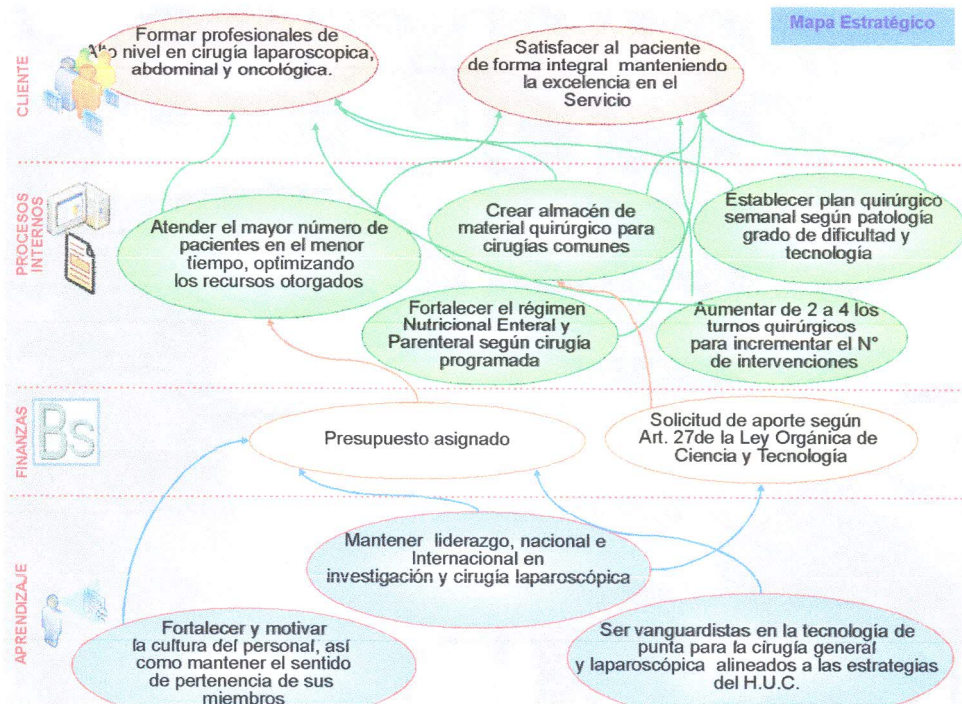 Mapa Estratégico
CLIENTE
Formar profesionales de
Alto nivel en cirugía laparoscopica,
abdominal y oncológica.
Satisfacer al paciente
de forma integral manteniendo
la excelencia en el
Servicio
PROCESOS
INTERNOS
Atender el mayor número de
pacientes en el menor
tiempo, optimizando
los recursos otorgados
Crear almacén de
material quirúrgico para
cirugías comunes
Establecer plan quirúrgico
semanal según patología
grado de dificultad y
tecnología
Fortalecer el régimen
Nutricional Enteral y
Parenteral según cirugía
programada
Aumentar de 2 a 4 los
turnos quirúrgicos
para incrementar el N°
de intervenciones
FINANZAS
Bs
Presupuesto asignado
Solicitud de aporte según
Art. 27de la Ley Orgánica de
Ciencia y Tecnología
APRENDIZAJE
Mantener liderazgo, nacional e
Internacional en
investigación y cirugía laparoscópica
Fortalecer y motivar
la cultura del personal, así
como mantener el sentido
de pertenencia de sus
miembros
Ser vanguardistas en la tecnología de
punta para la cirugía general
y laparoscópica alineados a las estrategias
del H.U.C.